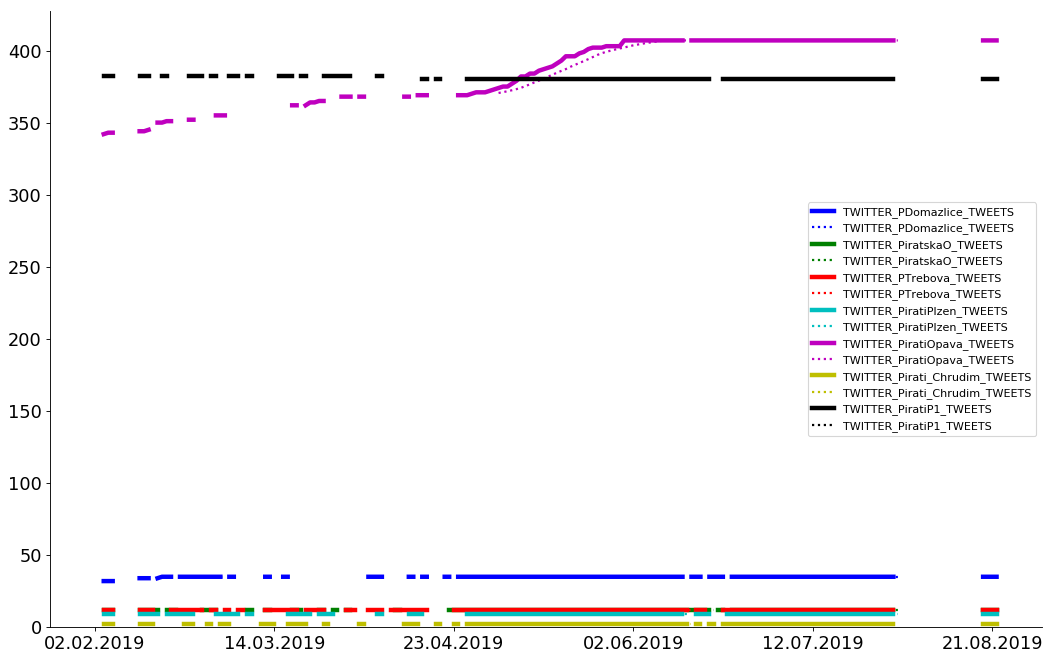 400
350
300
250
200
150
100
50
0
TWITTER_PDomazlice_TWEETS
TWITTER_PDomazlice_TWEETS
TWITTER_PiratskaO_TWEETS
TWITTER_PiratskaO_TWEETS
TWITTER_PTrebova_TWEETS
TWITTER_PTrebova_TWEETS
TWITTER_PiratiPlzen_TWEETS
TWITTER_PiratiPlzen_TWEETS
TWITTER_PiratiOpava_TWEETS
TWITTER_PiratiOpava_TWEETS
TWITTER_Pirati_Chrudim_TWEETS
TWITTER_Pirati_Chrudim_TWEETS
TWITTER_PiratiP1_TWEETS
TWITTER_PiratiP1_TWEETS
02.02.2019 14.03.2019 23.04.2019 02.06.2019 12.07.2019 21.08.2019